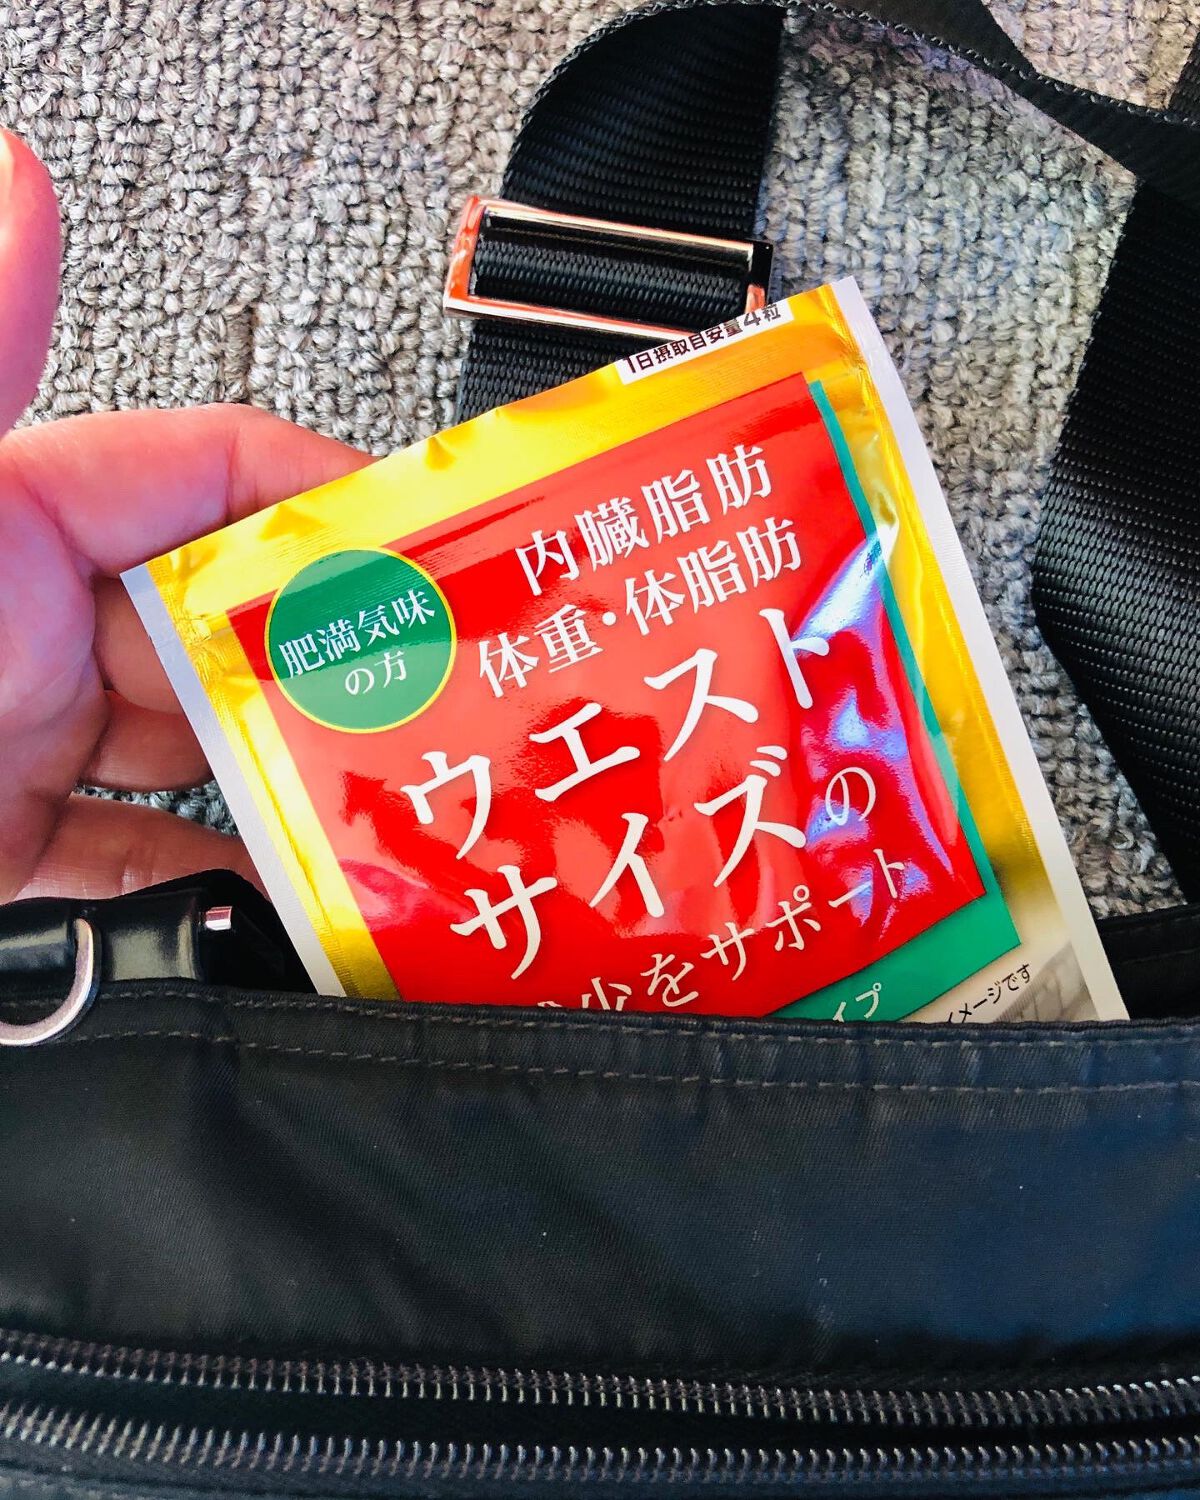 1日摂取目安量4粒
肥満気味
の方
内臓脂肪
体重・体脂肪
ウエスト
サイズの
少をサポート
イプ
イメージです